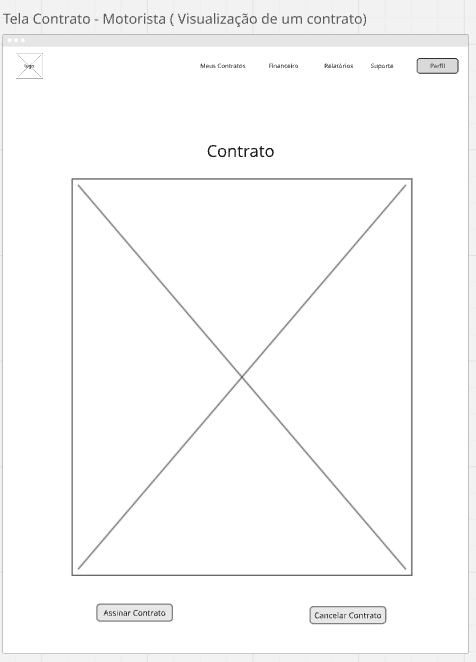 Tela Contrato - Motorista ( Visualização de um contrato)
logo
Meus Contratos Financeiro Relatórios Suporte Perfil
Contrato
Assinar Contrato Cancelar Contrato